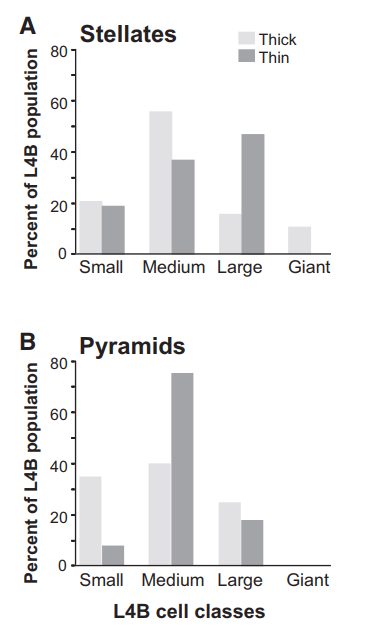 A
Stellates
Thick
Thin
Percent of L4B population
80
60
40
20
0
Small Medium Large Giant
B
Pyramids
Percent of L4B population
80
60
40
20
0
Small Medium Large Giant
L4B cell classes